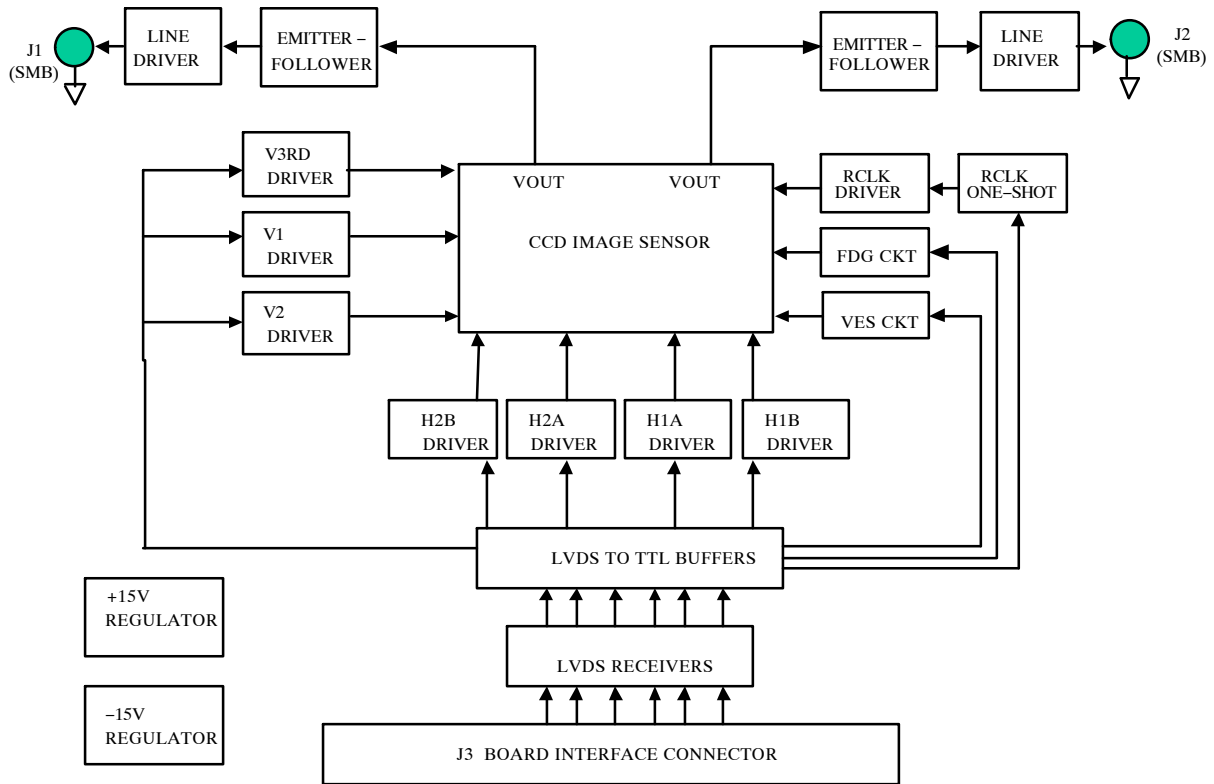 J1
(SMB)
LINE
DRIVER
EMITTER –
FOLLOWER
EMITTER –
FOLLOWER
LINE
DRIVER
J2
(SMB)
V3RD
DRIVER
VOUT
VOUT
RCLK
DRIVER
RCLK
ONE–SHOT
V1
DRIVER
CCD IMAGE SENSOR
FDG CKT
V2
DRIVER
VES CKT
H2B
DRIVER
H2A
DRIVER
H1A
DRIVER
H1B
DRIVER
LVDS TO TTL BUFFERS
+15V
REGULATOR
LVDS RECEIVERS
–15V
REGULATOR
J3 BOARD INTERFACE CONNECTOR